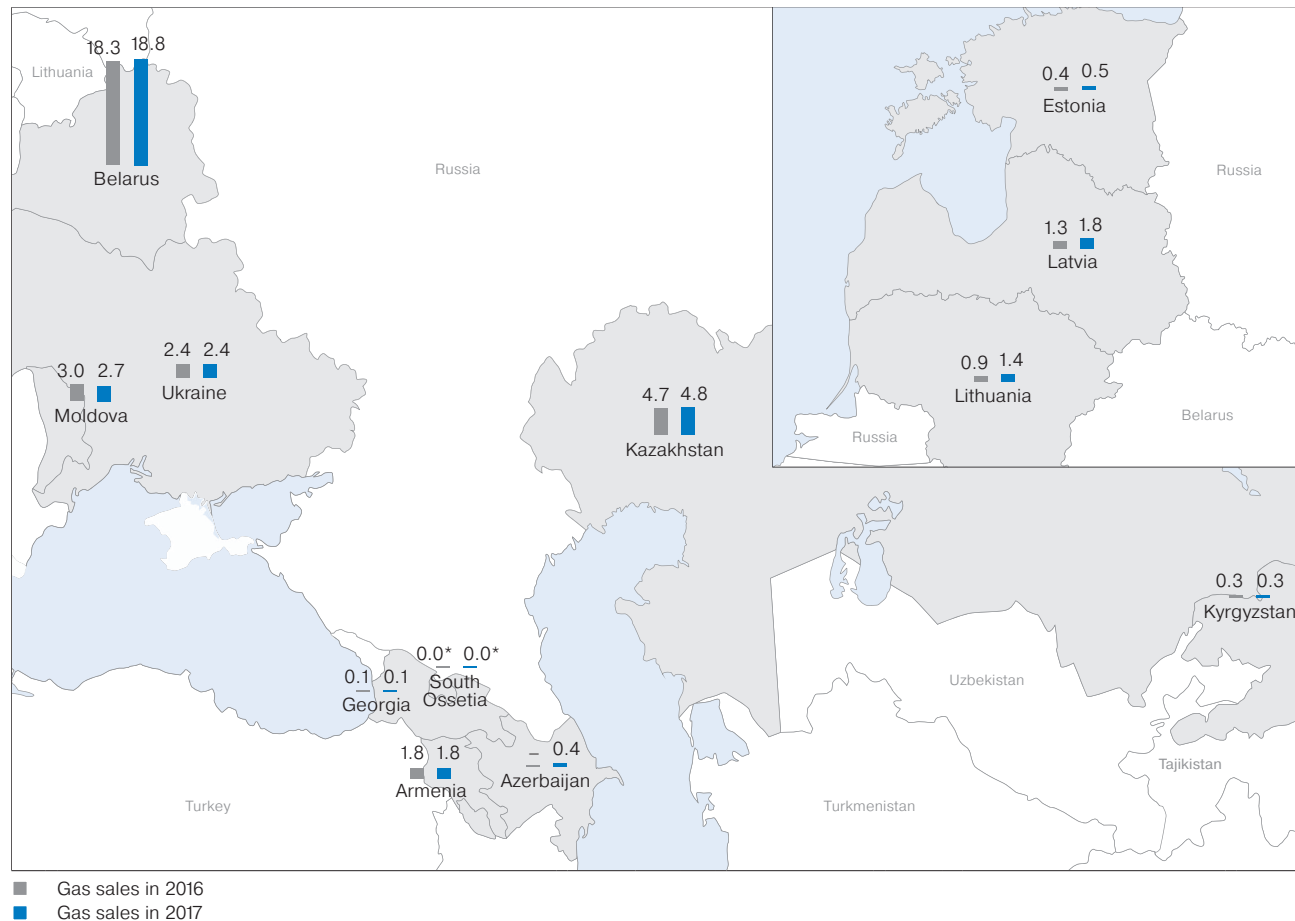 18.3 18.8
Lithuania
Belarus
Russia
0.4 0.5
Estonia
Russia
1.3 1.8
Latvia
0.9 1.4
Lithuania
Belarus
Russia
3.0 2.7
Moldova
2.4 2.4
Ukraine
4.7 4.8
Kazakhstan
0.3 0.3
Kyrgyzstan
0.0* 0.0*
South
Ossetia
0.1 0.1
Georgia
Uzbekistan
1.8 1.8
Armenia
– 0.4
Azerbaijan
Tajikistan
Turkey
Turkmenistan
Gas sales in 2016
Gas sales in 2017